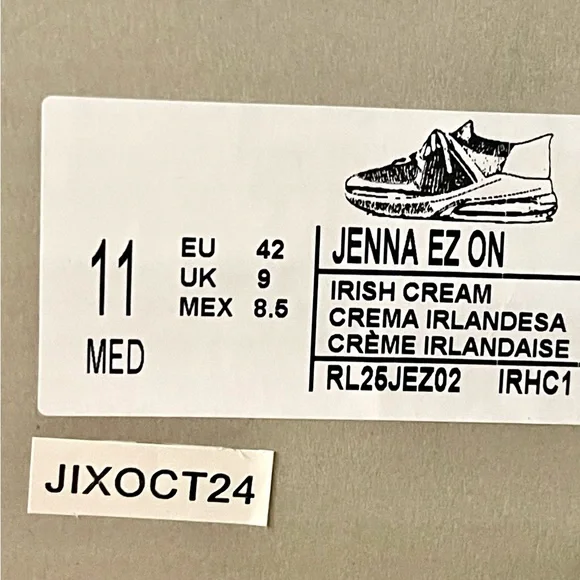 11
MED
EU 42
UK 9
MEX 8.5
JENNA EZ ON
IRISH CREAM
CREMA IRLANDESA
CRÈME IRLANDAISE
RL25JEZ02 IRHC1
JIXOCT24